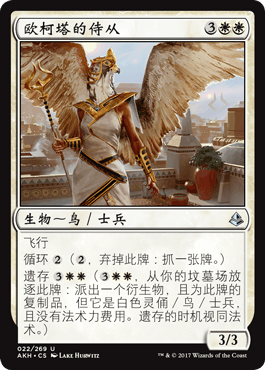 欧柯塔的侍从 3
生物~鸟／士兵
飞行
循环 2（2，弃掉此牌：抓一张牌。）
遗存 3（3，从你的坟墓场放
逐此牌：派出一个衍生物，且为此牌的
复制品，但它是白色灵俑／鸟／士兵，
且没有法术力费用。遗存的时机视同法
术。）
3/3
022/269 U
AKH • CS LAKE HURWITZ
™ & © 2017 Wizards of the Coast